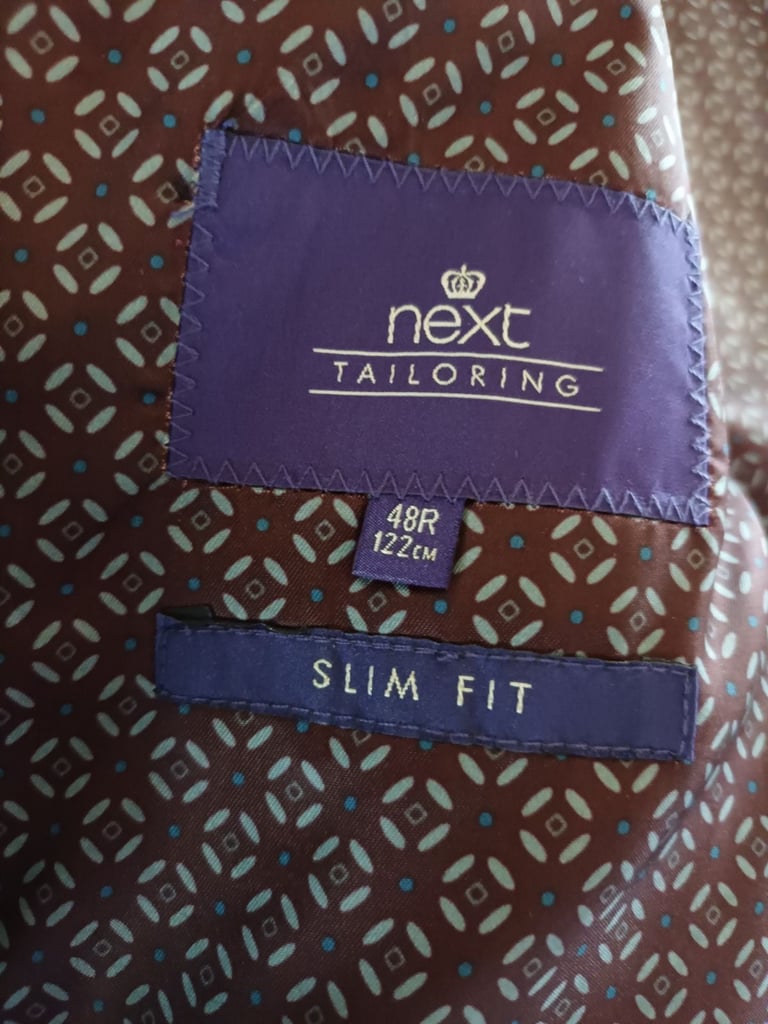 next
TAILORING
48R
122CM
SLIM FIT